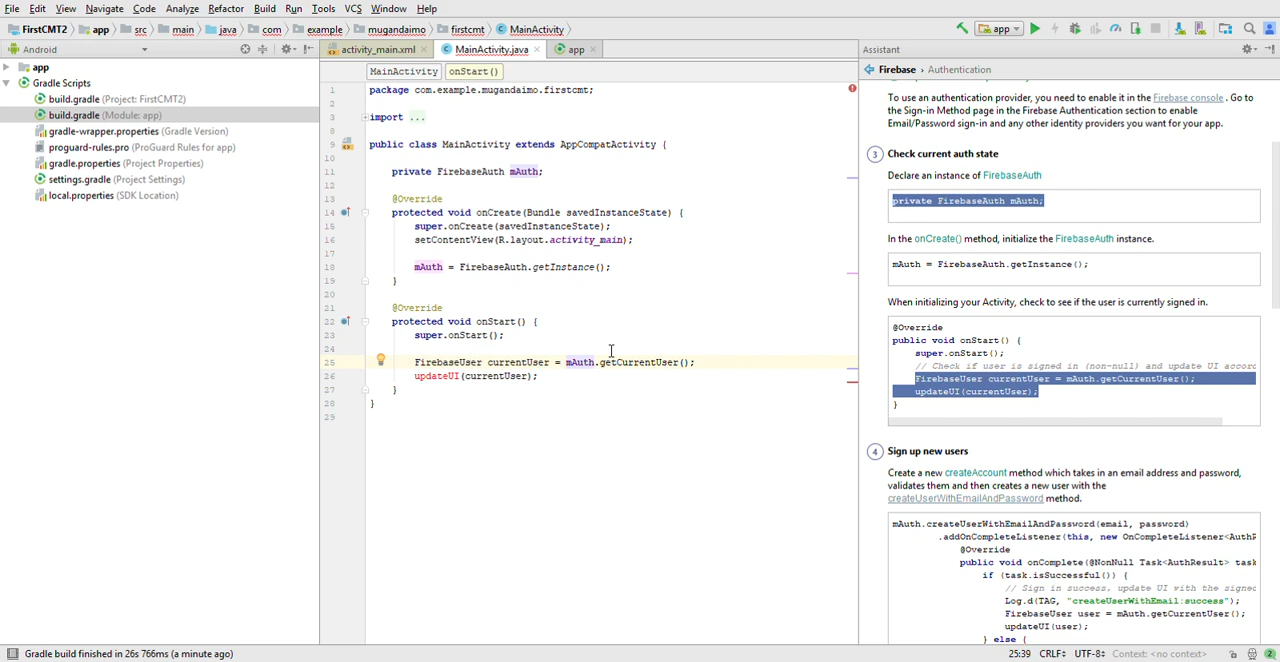 File Edit View Navigate Code Analyze Refactor Build Run Tools VCS Window Help
FirstCMT2 app src main java com example mugandaimo firstcmt MainActivity
app
Android
activity_main.xml MainActivity.java app
Assistant
MainActivity onStart()
Firebase › Authentication
app
Gradle Scripts
build.gradle (Project: FirstCMT2)
build.gradle (Module: app)
gradle-wrapper.properties (Gradle Version)
proguard-rules.pro (ProGuard Rules for app)
gradle.properties (Project Properties)
settings.gradle (Project Settings)
local.properties (SDK Location)
1 package com.example.mugandaimo.firstcmt;
2
3 import ...
8
9 public class MainActivity extends AppCompatActivity {
10
11 private FirebaseAuth mAuth;
12
13 @Override
14 protected void onCreate(Bundle savedInstanceState) {
15 super.onCreate(savedInstanceState);
16 setContentView(R.layout.activity_main);
17
18 mAuth = FirebaseAuth.getInstance();
19 }
20
21 @Override
22 protected void onStart() {
23 super.onStart();
24
25 FirebaseUser currentUser = mAuth.getCurrentUser();
26 updateUI(currentUser);
27 }
28 }
29
To use an authentication provider, you need to enable it in the Firebase console . Go to
the Sign-in Method page in the Firebase Authentication section to enable
Email/Password sign-in and any other identity providers you want for your app.
3 Check current auth state
Declare an instance of FirebaseAuth
private FirebaseAuth mAuth;
In the onCreate() method, initialize the FirebaseAuth instance.
mAuth = FirebaseAuth.getInstance();
When initializing your Activity, check to see if the user is currently signed in.
@Override
public void onStart() {
super.onStart();
// Check if user is signed in (non-null) and update UI accor
FirebaseUser currentUser = mAuth.getCurrentUser();
updateUI(currentUser);
}
4 Sign up new users
Create a new createAccount method which takes in an email address and password,
validates them and then creates a new user with the
createUserWithEmailAndPassword method.
mAuth.createUserWithEmailAndPassword(email, password)
.addOnCompleteListener(this, new OnCompleteListener<AuthR
@Override
public void onComplete(@NonNull Task<AuthResult> task
if (task.isSuccessful()) {
// Sign in success, update UI with the signed
Log.d(TAG, "createUserWithEmail:success");
FirebaseUser user = mAuth.getCurrentUser();
updateUI(user);
} else {
Gradle build finished in 26s 766ms (a minute ago)
25:39 CRLF UTF-8 Context: <no context> 2